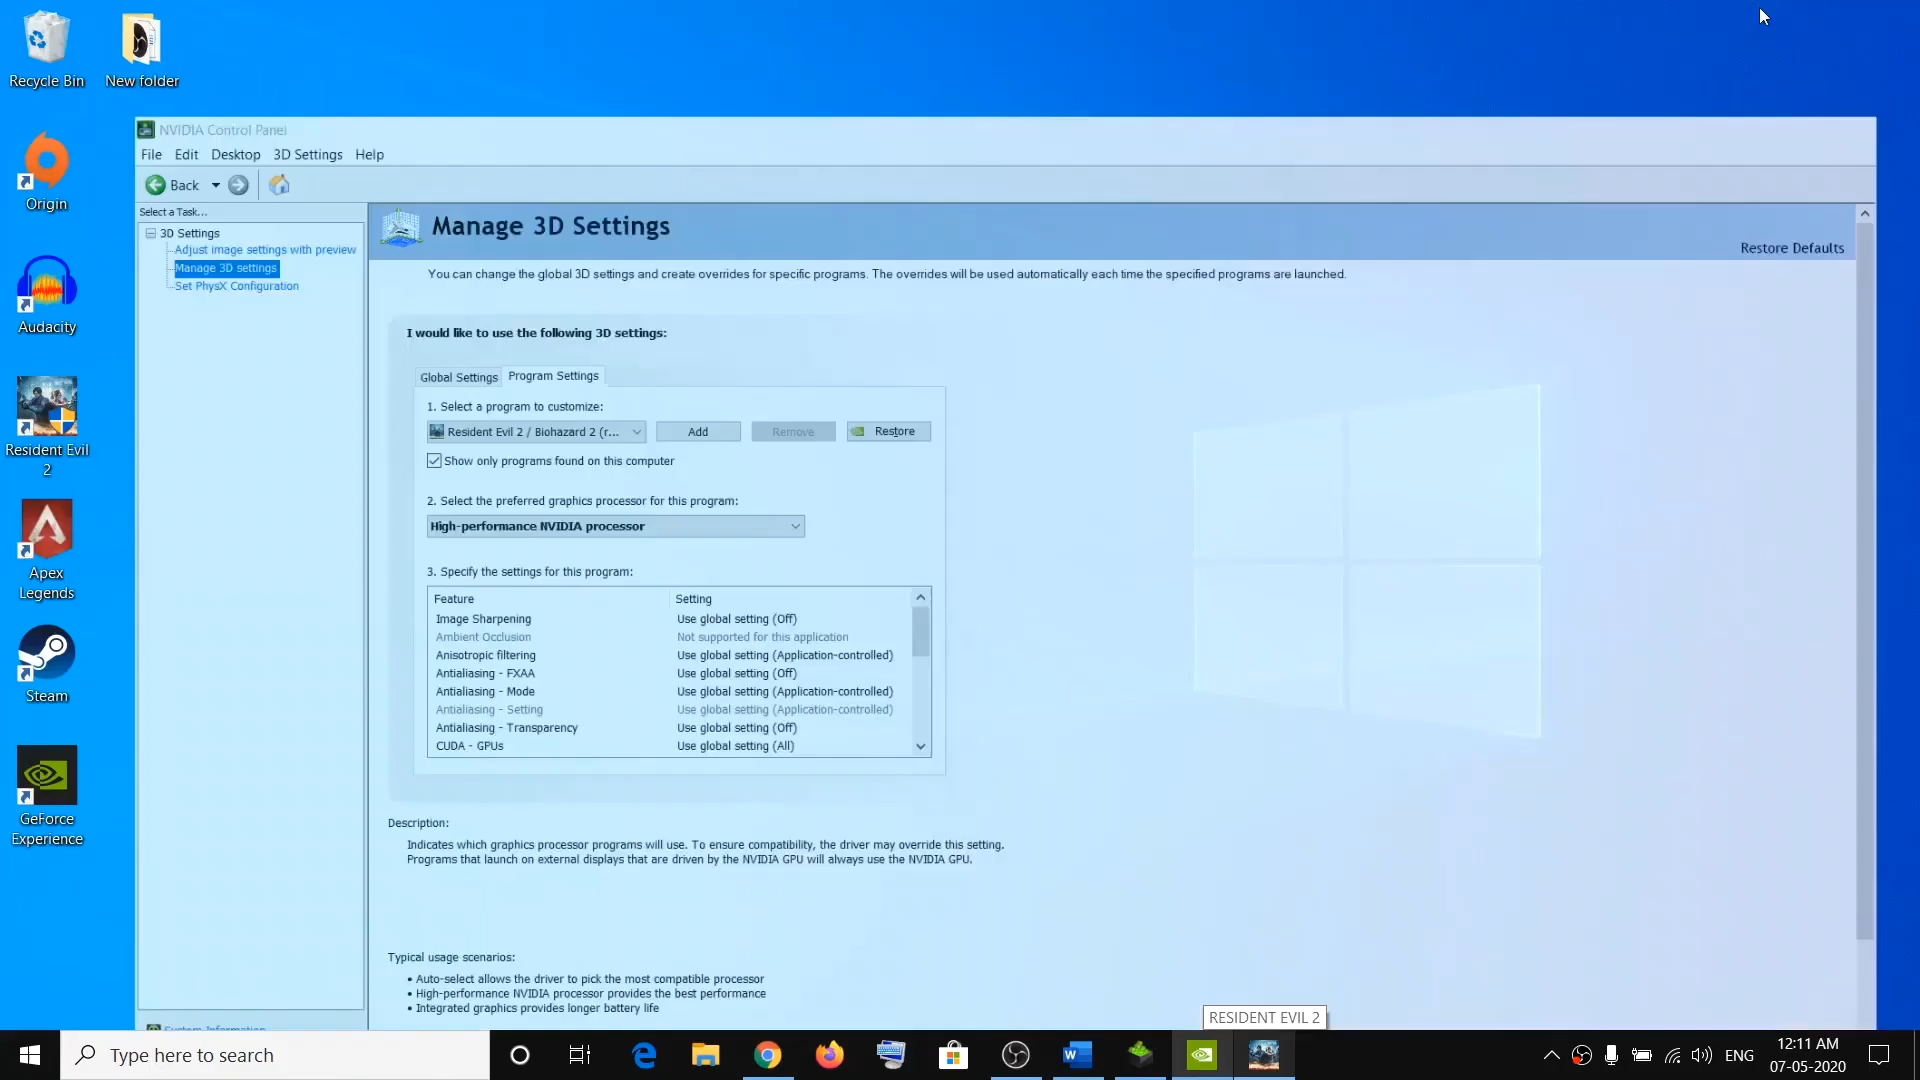 Recycle Bin
New folder
Origin
Audacity
Resident Evil
2
Apex
Legends
Steam
GeForce
Experience
NVIDIA Control Panel
File Edit Desktop 3D Settings Help
Back
Select a Task...
3D Settings
Adjust image settings with preview
Manage 3D settings
Set PhysX Configuration
System Information
Manage 3D Settings
Restore Defaults
You can change the global 3D settings and create overrides for specific programs. The overrides will be used automatically each time the specified programs are launched.
I would like to use the following 3D settings:
Global Settings Program Settings
1. Select a program to customize:
Resident Evil 2 / Biohazard 2 (r... Add Remove Restore
Show only programs found on this computer
2. Select the preferred graphics processor for this program:
High-performance NVIDIA processor
3. Specify the settings for this program:
Feature Setting
Image Sharpening Use global setting (Off)
Ambient Occlusion Not supported for this application
Anisotropic filtering Use global setting (Application-controlled)
Antialiasing - FXAA Use global setting (Off)
Antialiasing - Mode Use global setting (Application-controlled)
Antialiasing - Setting Use global setting (Application-controlled)
Antialiasing - Transparency Use global setting (Off)
CUDA - GPUs Use global setting (All)
Description:
Indicates which graphics processor programs will use. To ensure compatibility, the driver may override this setting.
Programs that launch on external displays that are driven by the NVIDIA GPU will always use the NVIDIA GPU.
Typical usage scenarios:
• Auto-select allows the driver to pick the most compatible processor
• High-performance NVIDIA processor provides the best performance
• Integrated graphics provides longer battery life
RESIDENT EVIL 2
Type here to search
ENG
12:11 AM
07-05-2020